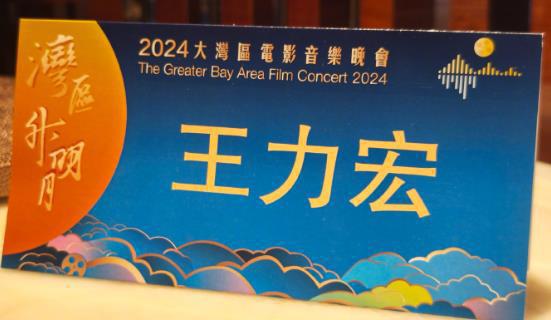 2024大灣區電影音樂晚會
The Greater Bay Area Film Concert 2024
灣區
升明月
王力宏